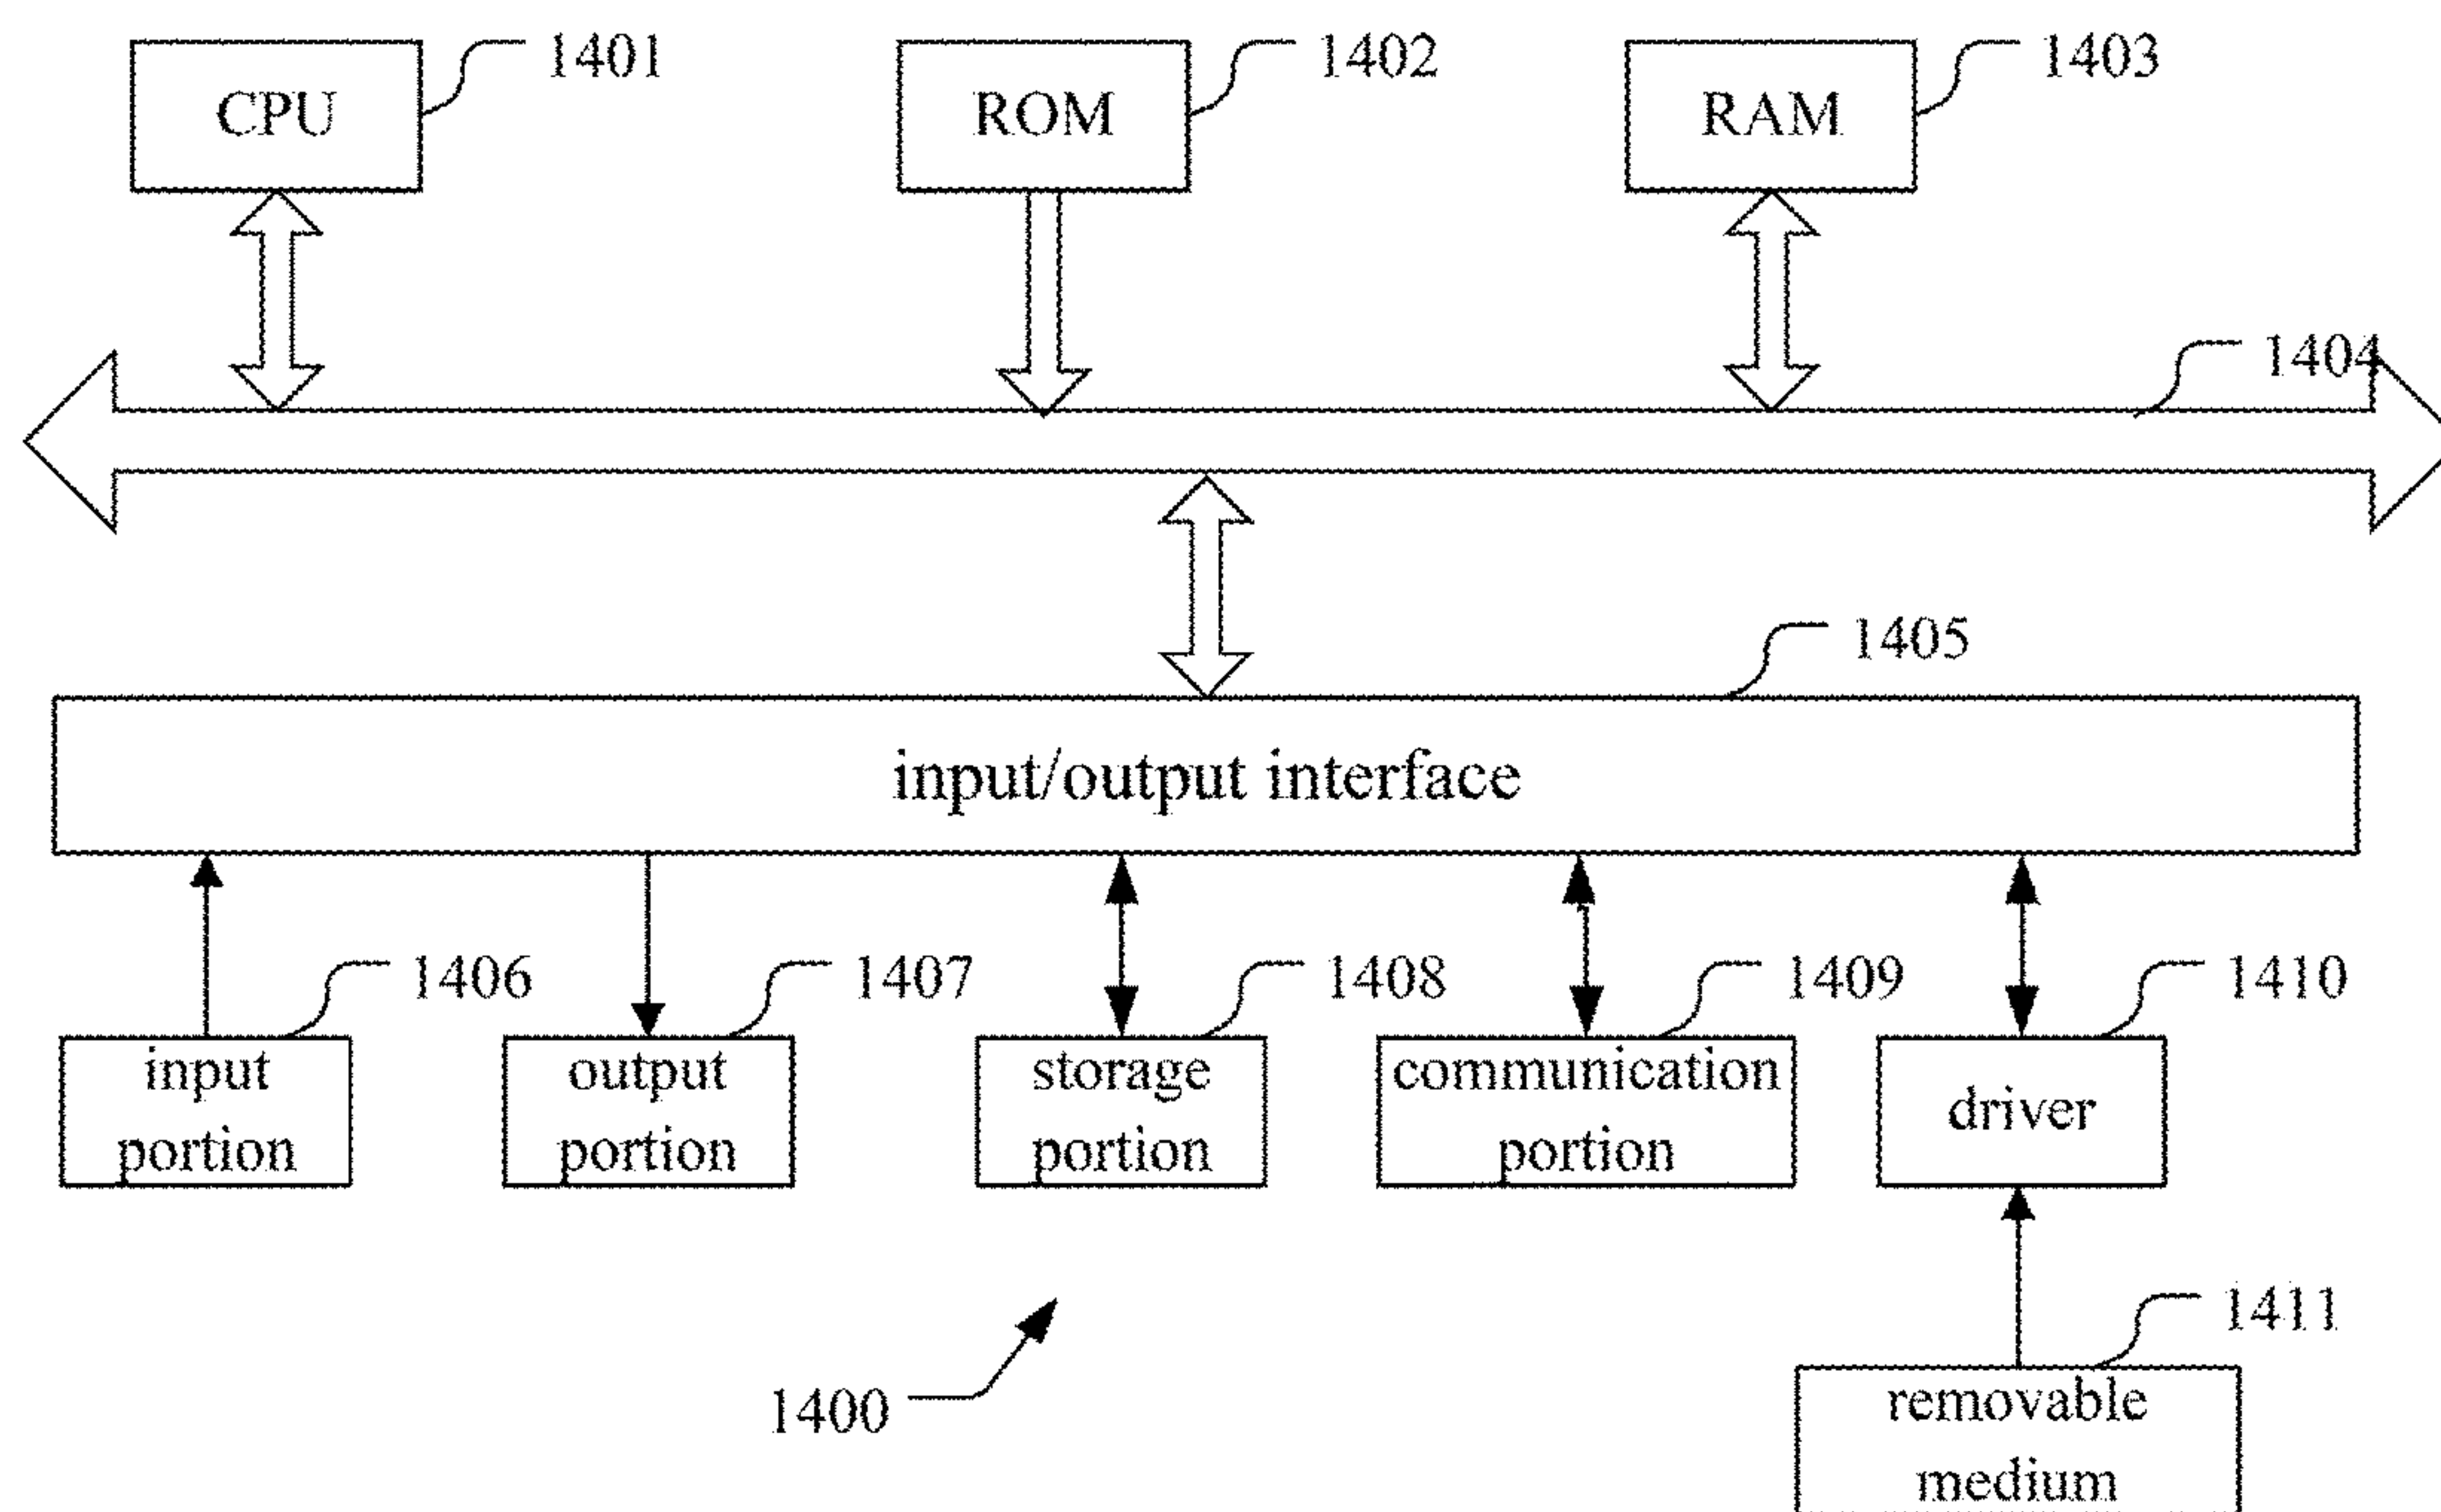 CPU
1401
ROM
1402
RAM
1403
1404
1405
input/output interface
1406
1407
1408
1409
1410
input
portion
output
portion
storage
portion
communication
portion
driver
1411
1400
removable
medium